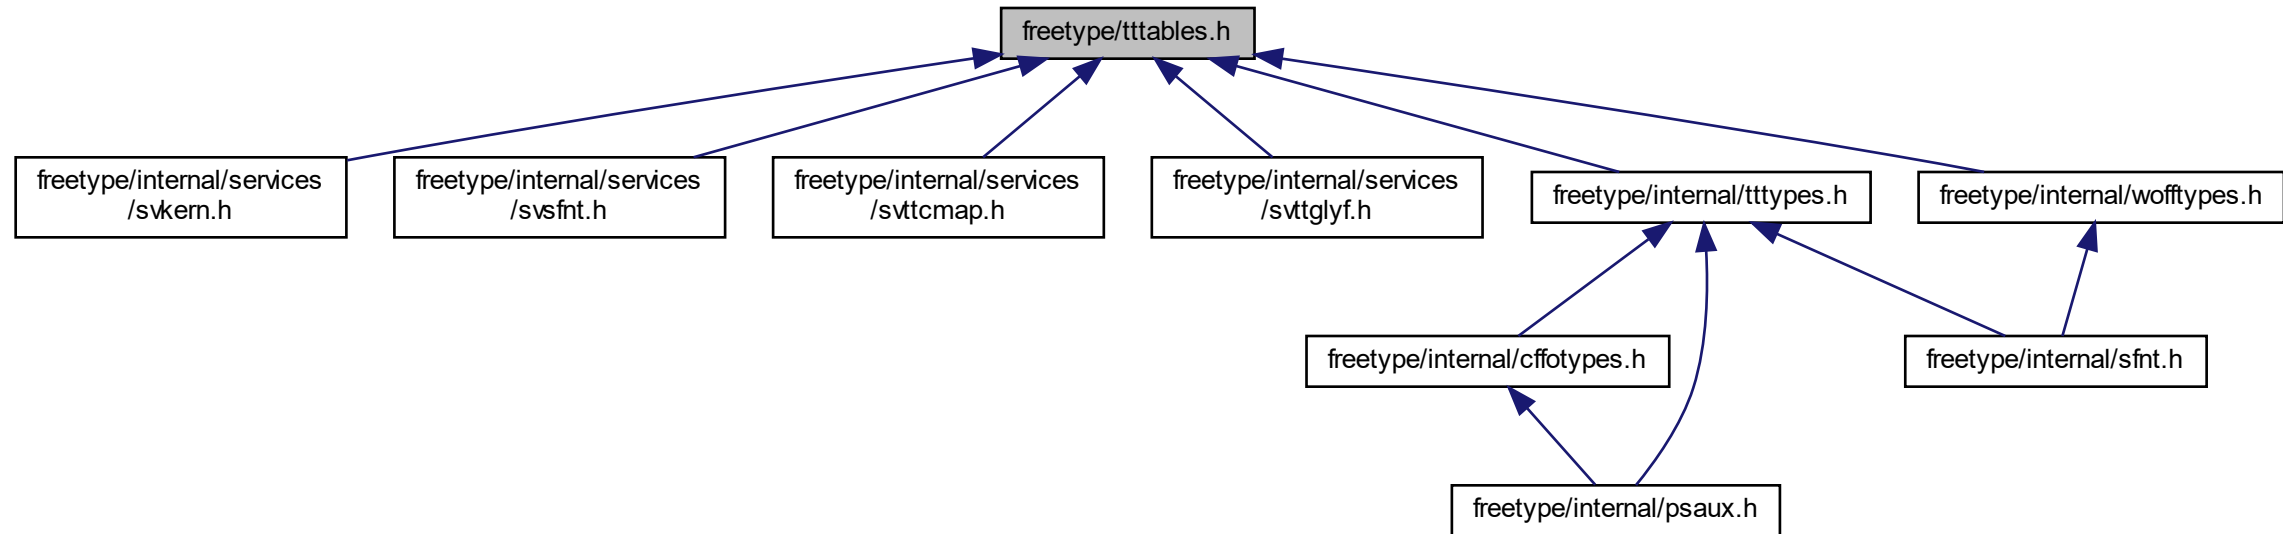 freetype/tttables.h
freetype/internal/services
/svkern.h
freetype/internal/services
/svsfnt.h
freetype/internal/services
/svttcmap.h
freetype/internal/services
/svttglyf.h
freetype/internal/tttypes.h
freetype/internal/wofftypes.h
freetype/internal/cffotypes.h
freetype/internal/sfnt.h
freetype/internal/psaux.h